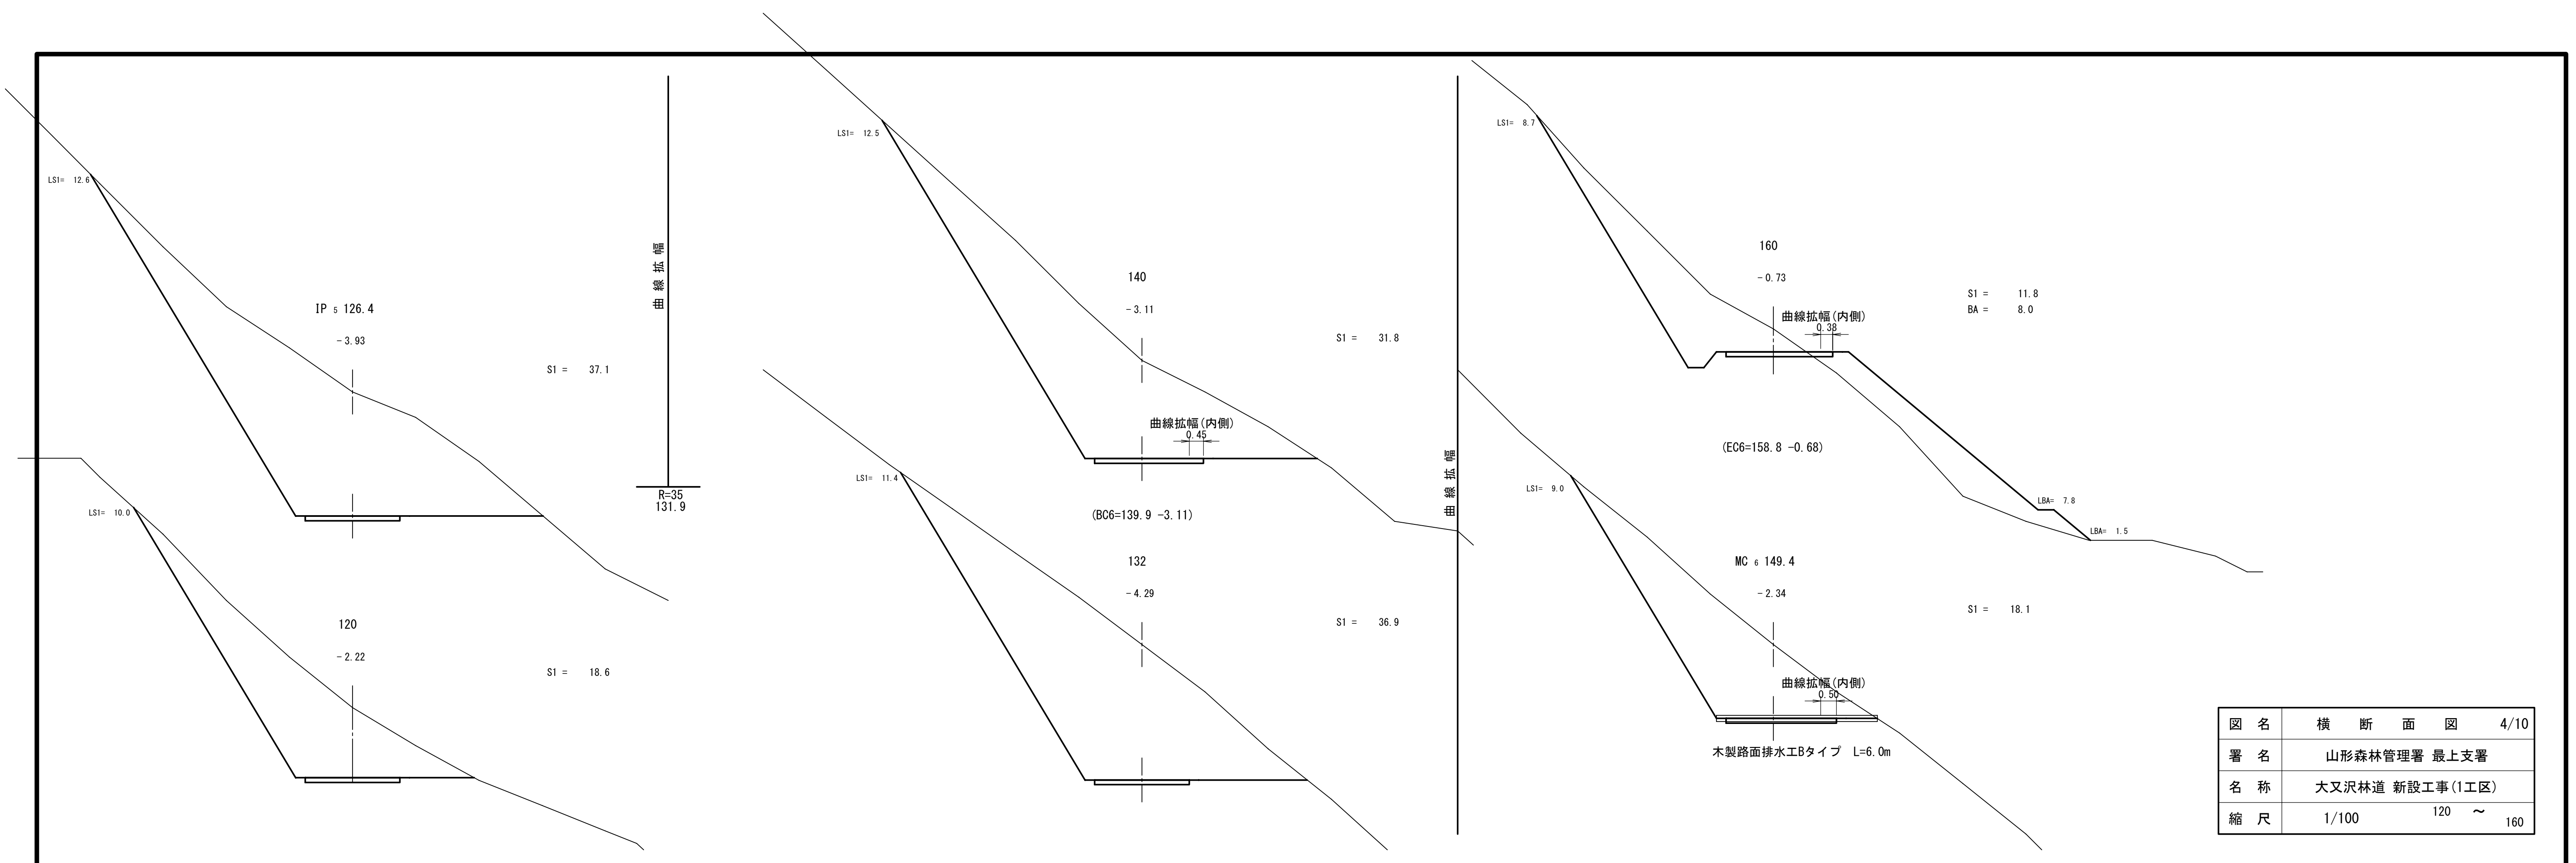 LS1= 12.6
IP 5 126.4
-3.93
S1 = 37.1
曲線拡幅
R=35
131.9
LS1= 10.0
120
-2.22
S1 = 18.6
LS1= 12.5
140
-3.11
S1 = 31.8
曲線拡幅(内側)
0.45
(BC6=139.9 -3.11)
LS1= 11.4
132
-4.29
S1 = 36.9
曲線拡幅
LS1= 8.7
160
-0.73
S1 = 11.8
BA = 8.0
曲線拡幅(内側)
0.38
(EC6=158.8 -0.68)
LBA= 7.8
LBA= 1.5
LS1= 9.0
MC 6 149.4
-2.34
S1 = 18.1
曲線拡幅(内側)
0.50
木製路面排水工Bタイプ L=6.0m
図名 横断面図 4/10
署名 山形森林管理署 最上支署
名称 大又沢林道 新設工事(1工区)
縮尺 1/100 120 ～ 160